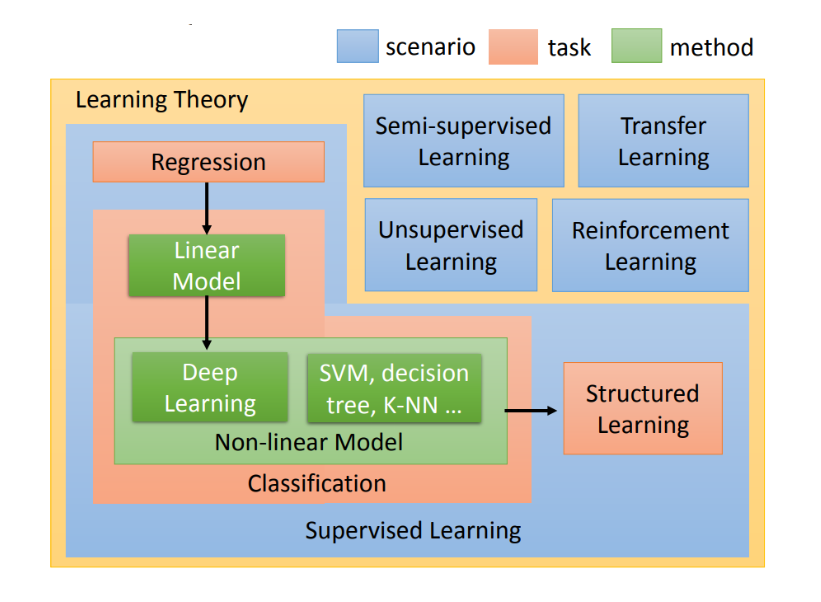 scenario
task
method
Learning Theory
Semi-supervised
Learning
Transfer
Learning
Regression
Unsupervised
Learning
Reinforcement
Learning
Linear
Model
Deep
Learning
SVM, decision
tree, K-NN ...
Non-linear Model
Classification
Structured
Learning
Supervised Learning